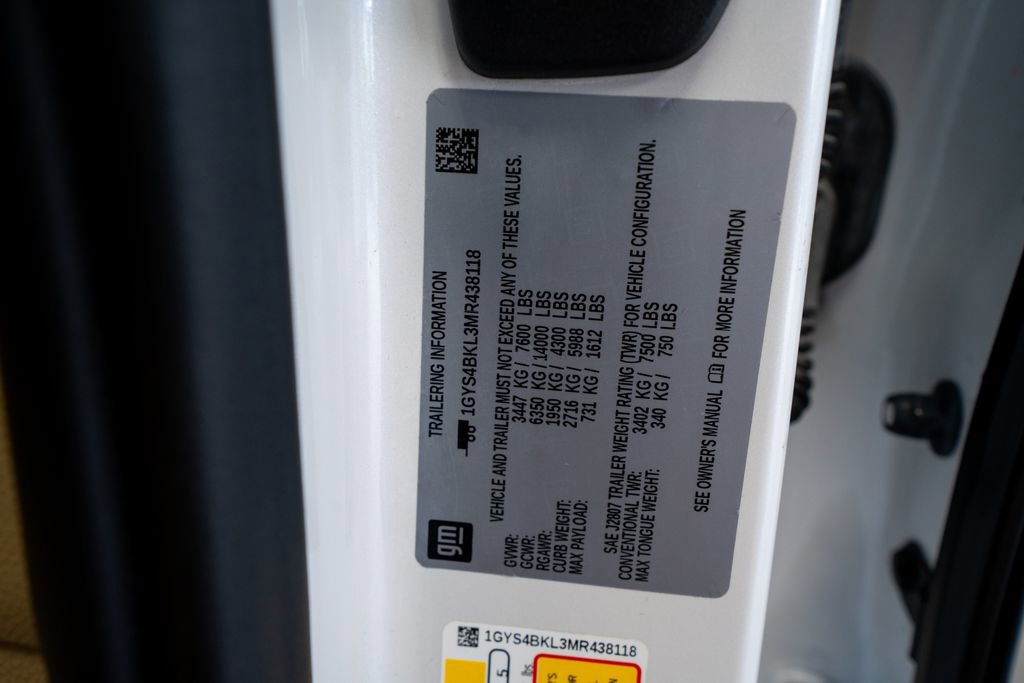 TRAILERING INFORMATION
1GYS4BKL3MR438118
gm
VEHICLE AND TRAILER MUST NOT EXCEED ANY OF THESE VALUES.
GVWR: 3447 KG / 7600 LBS
GCWR: 6350 KG / 14000 LBS
RGAWR: 1950 KG / 4300 LBS
CURB WEIGHT: 2716 KG / 5988 LBS
MAX PAYLOAD: 731 KG / 1612 LBS
SAE J2807 TRAILER WEIGHT RATING (TWR) FOR VEHICLE CONFIGURATION.
CONVENTIONAL TWR: 3402 KG / 7500 LBS
MAX TONGUE WEIGHT: 340 KG / 750 LBS
SEE OWNER'S MANUAL FOR MORE INFORMATION
1GYS4BKL3MR438118
lbs